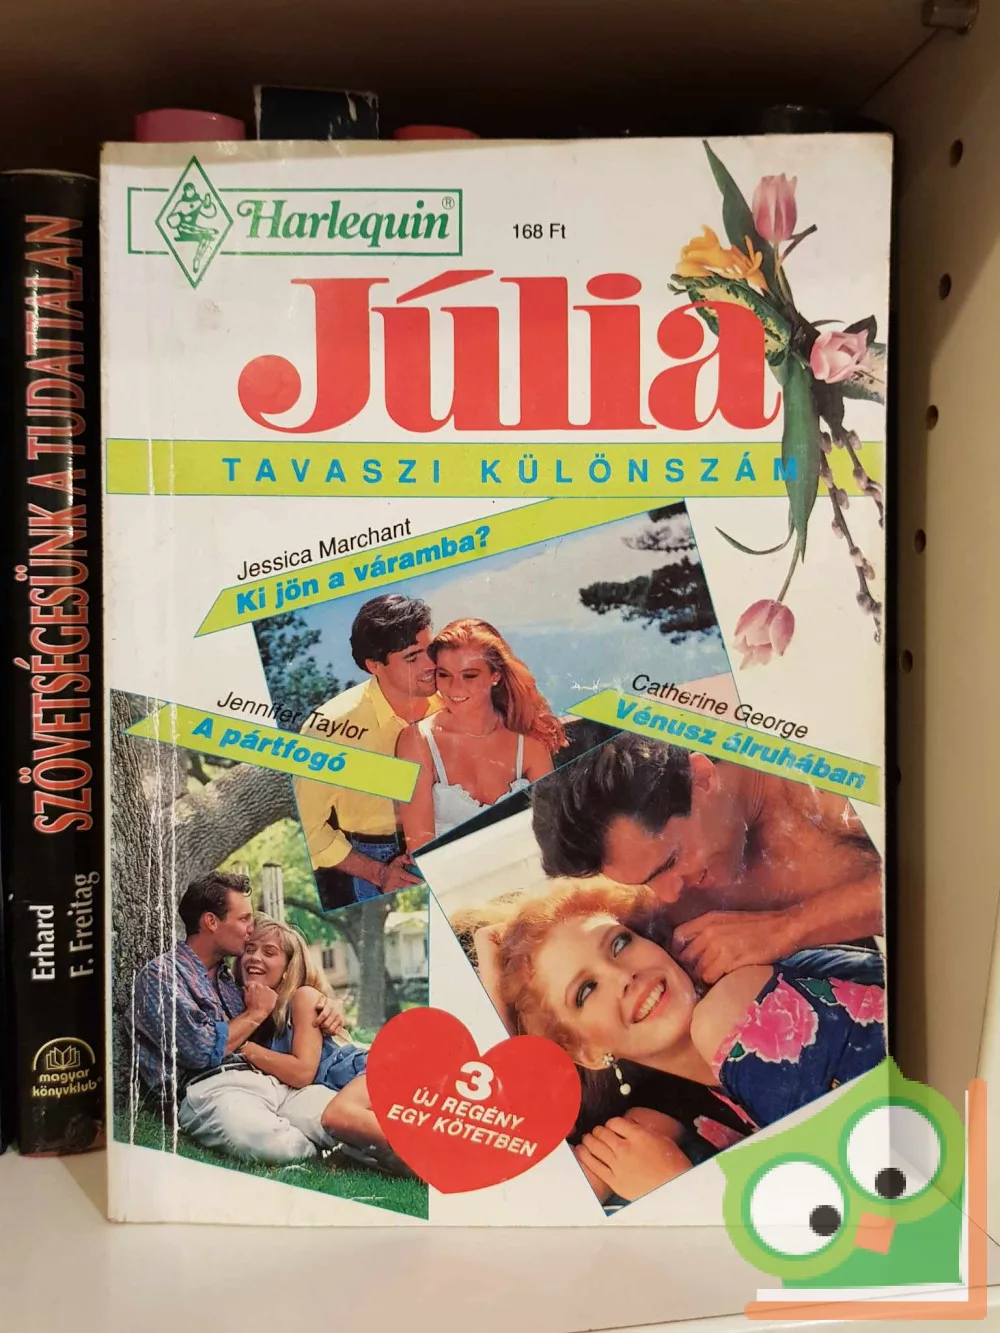 Harlequin®
168 Ft
Júlia
TAVASZI KÜLÖNSZÁM
Jessica Marchant
Ki jön a váramba?
Jennifer Taylor
A pártfogó
Catherine George
Vénusz álruhában
3
ÚJ REGÉNY
EGY KÖTETBEN
Erhard
F. Freitag
SZÖVETSÉGESÜNK A TUDATTALAN
magyar
könyvklub